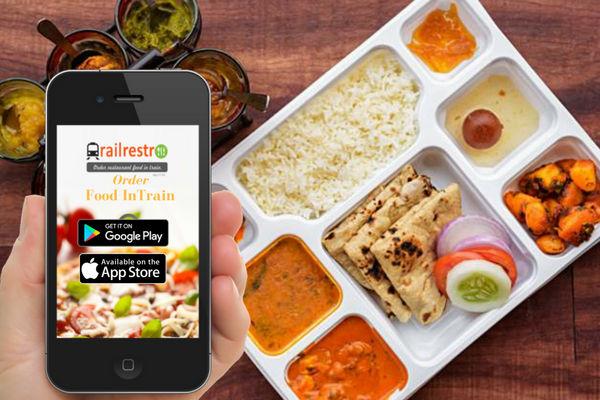 railrestro
Order restaurant food in train.
Order
Food InTrain
GET IT ON
Google Play
Available on the
App Store